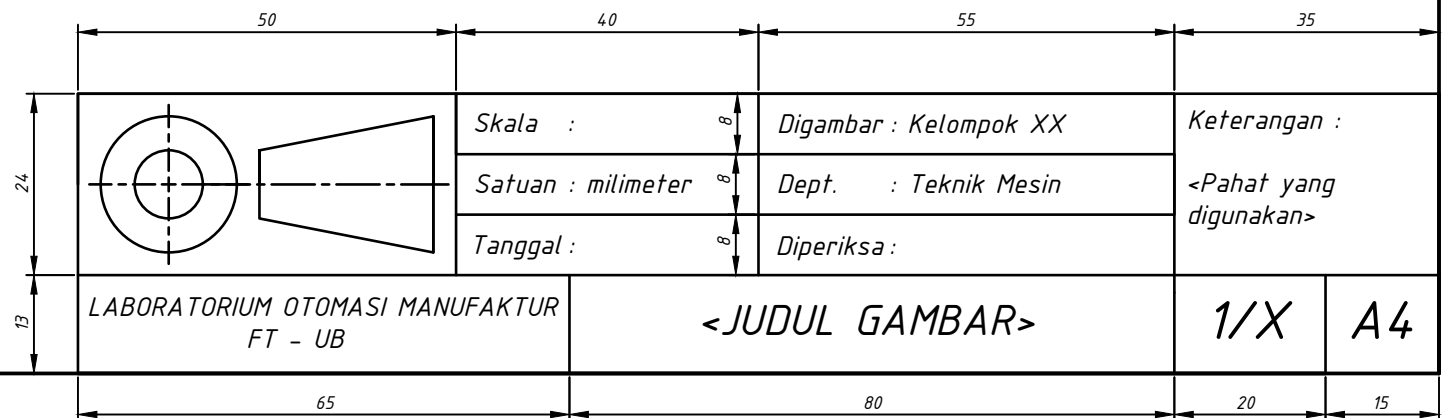 50 40 55 35
24
Skala :
8
Digambar : Kelompok XX
Keterangan :
Satuan : milimeter
8
Dept. : Teknik Mesin
<Pahat yang
digunakan>
Tanggal :
8
Diperiksa :
13
LABORATORIUM OTOMASI MANUFAKTUR
FT - UB
<JUDUL GAMBAR>
1/X
A4
65 80 20 15